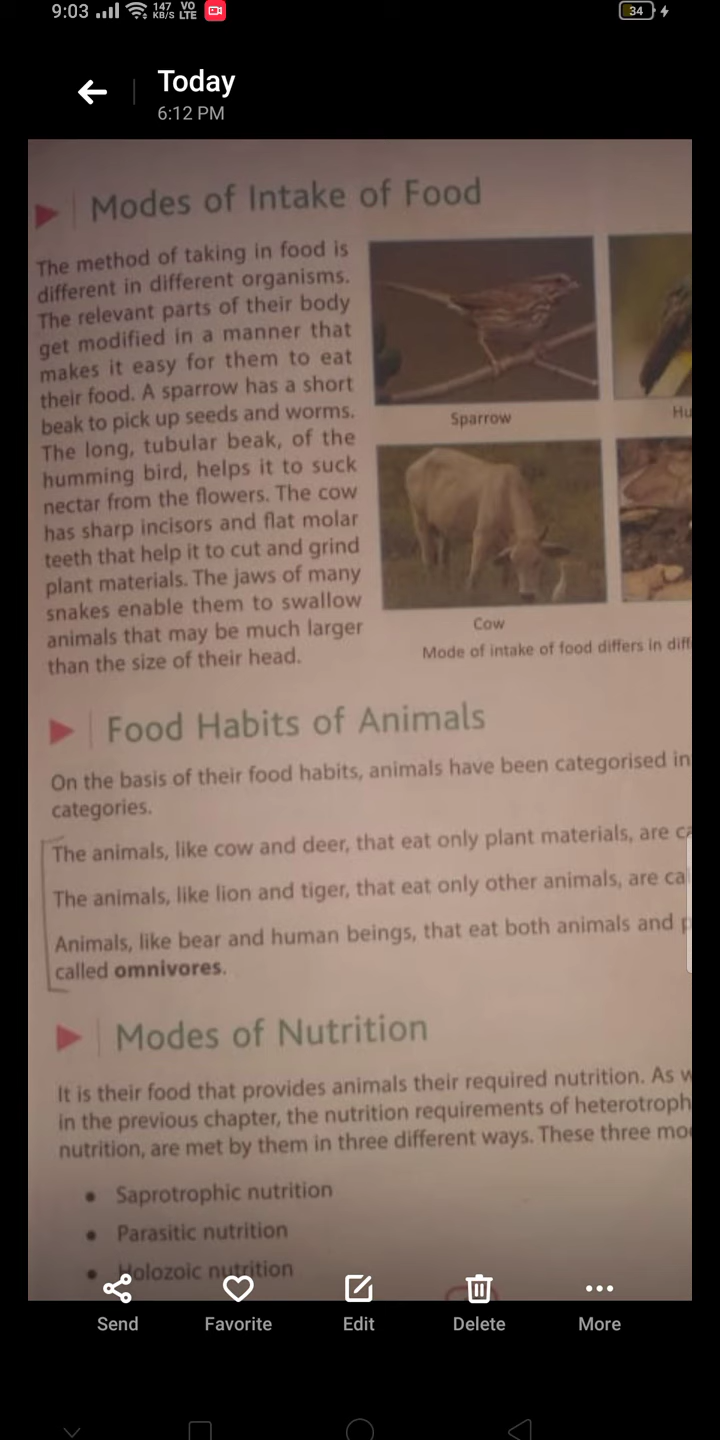 9:03 147 KB/S VO LTE 34
Today
6:12 PM
Modes of Intake of Food
The method of taking in food is
different in different organisms.
The relevant parts of their body
get modified in a manner that
makes it easy for them to eat
their food. A sparrow has a short
beak to pick up seeds and worms.
The long, tubular beak, of the
humming bird, helps it to suck
nectar from the flowers. The cow
has sharp incisors and flat molar
teeth that help it to cut and grind
plant materials. The jaws of many
snakes enable them to swallow
animals that may be much larger
than the size of their head.
Sparrow
Hu
Cow
Mode of intake of food differs in diff
Food Habits of Animals
On the basis of their food habits, animals have been categorised in
categories.
The animals, like cow and deer, that eat only plant materials, are ca
The animals, like lion and tiger, that eat only other animals, are ca
Animals, like bear and human beings, that eat both animals and p
called omnivores.
Modes of Nutrition
It is their food that provides animals their required nutrition. As w
in the previous chapter, the nutrition requirements of heterotroph
nutrition, are met by them in three different ways. These three mo
• Saprotrophic nutrition
• Parasitic nutrition
• Holozoic nutrition
Send Favorite Edit Delete More